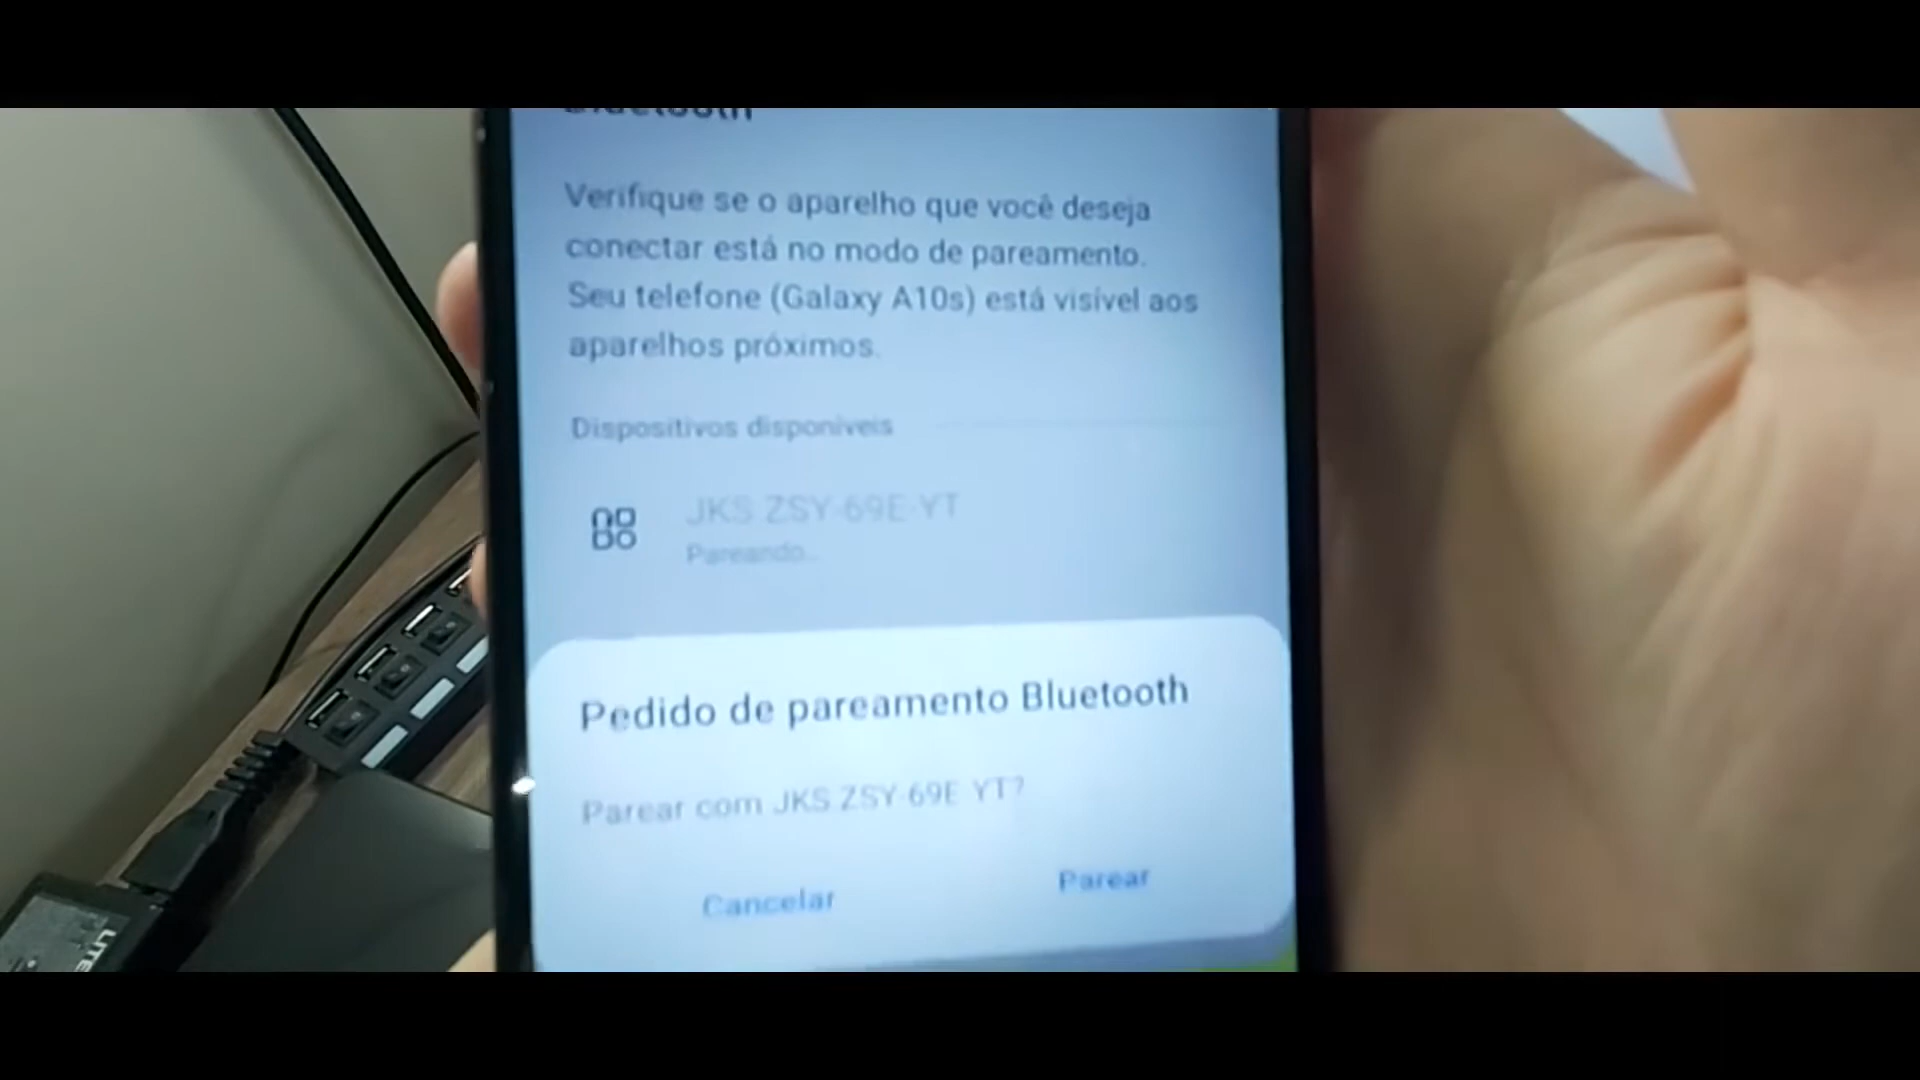 Bluetooth
Verifique se o aparelho que você deseja
conectar está no modo de pareamento.
Seu telefone (Galaxy A10s) está visível aos
aparelhos próximos.
Dispositivos disponíveis
JKS ZSY-69E-YT
Pareando...
Pedido de pareamento Bluetooth
Parear com JKS ZSY-69E-YT?
Cancelar
Parear
LITE